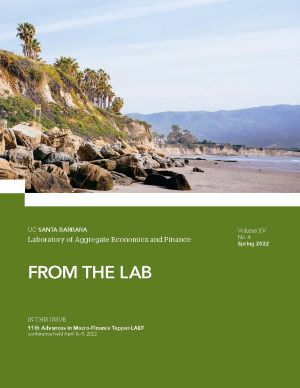 UC SANTA BARBARA
Laboratory of Aggregate Economics and Finance
Volume XV
No. 4
Spring 2022
FROM THE LAB
IN THIS ISSUE
11th Advances in Macro-Finance Tepper-LAEF
conference held April 8–9, 2022